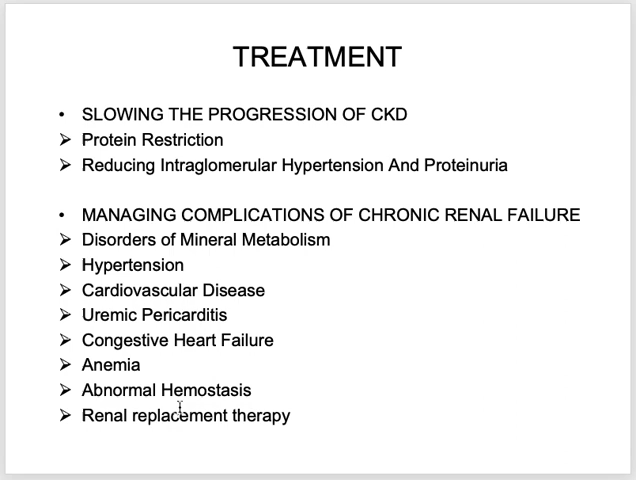 TREATMENT
• SLOWING THE PROGRESSION OF CKD
➢ Protein Restriction
➢ Reducing Intraglomerular Hypertension And Proteinuria
• MANAGING COMPLICATIONS OF CHRONIC RENAL FAILURE
➢ Disorders of Mineral Metabolism
➢ Hypertension
➢ Cardiovascular Disease
➢ Uremic Pericarditis
➢ Congestive Heart Failure
➢ Anemia
➢ Abnormal Hemostasis
➢ Renal replacement therapy